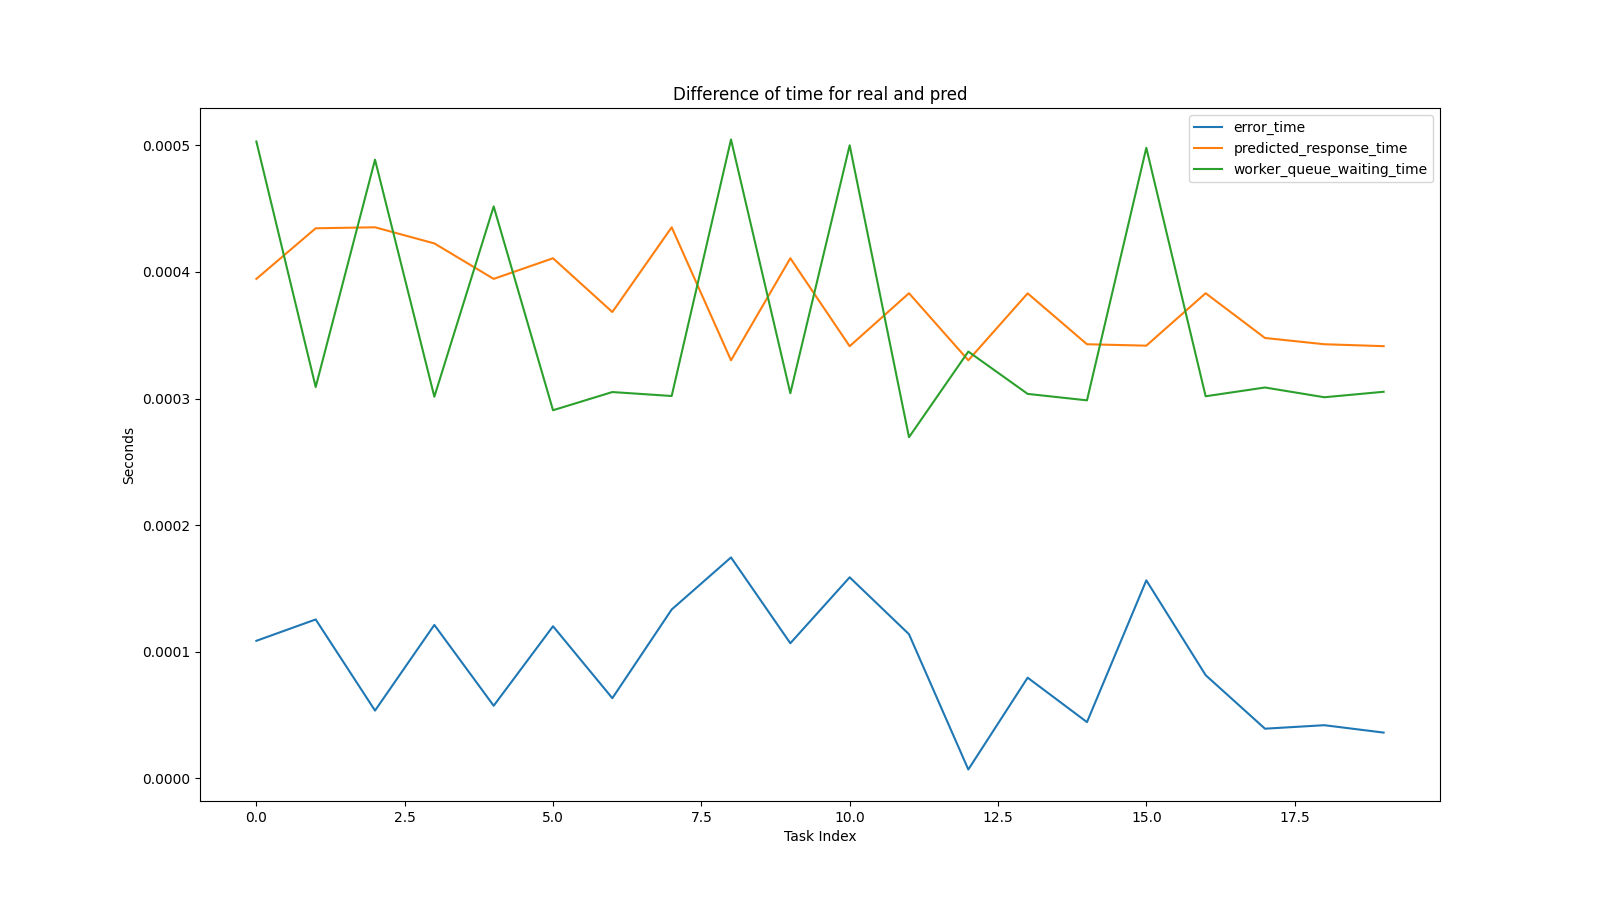 Difference of time for real and pred
error_time
predicted_response_time
worker_queue_waiting_time
0.0005
0.0004
0.0003
0.0002
0.0001
0.0000
Seconds
0.0
2.5
5.0
7.5
10.0
12.5
15.0
17.5
Task Index